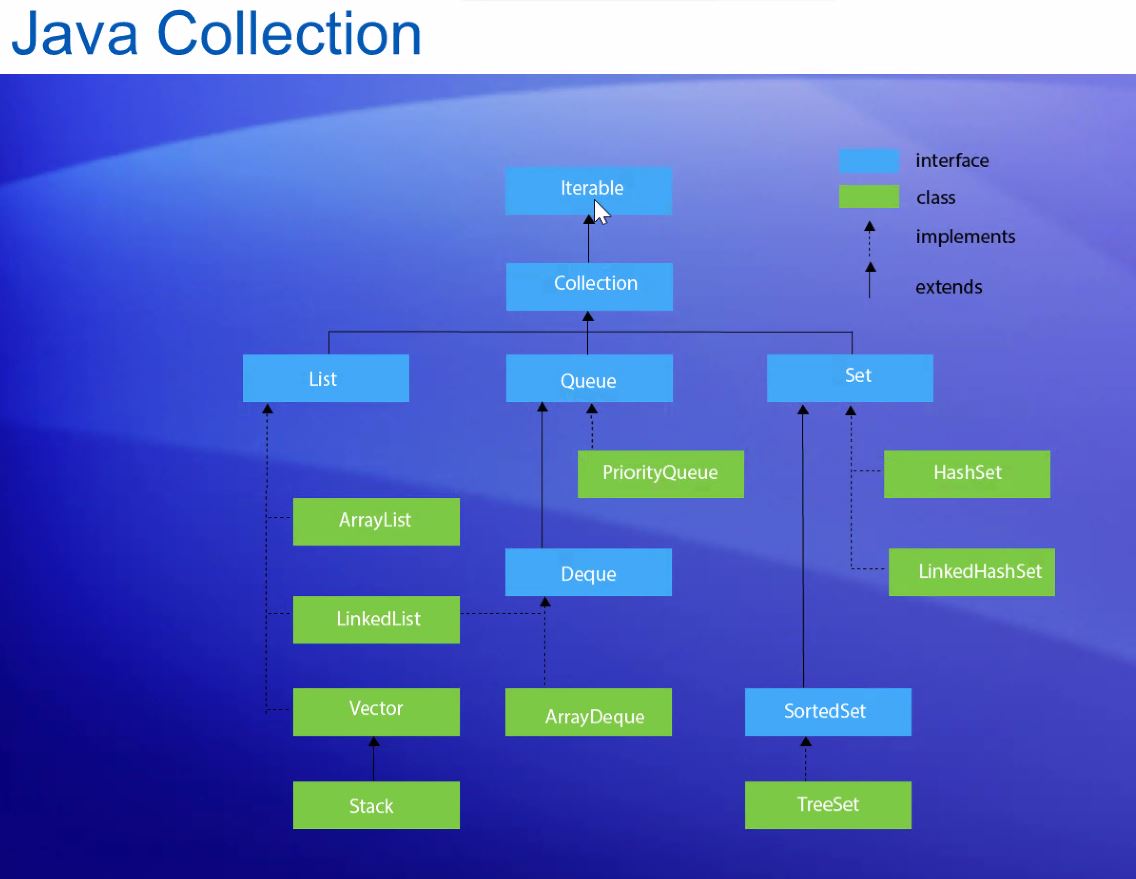 Java Collection
interface
class
implements
extends
Iterable
Collection
List
Queue
Set
PriorityQueue
HashSet
ArrayList
Deque
LinkedHashSet
LinkedList
Vector
ArrayDeque
SortedSet
Stack
TreeSet